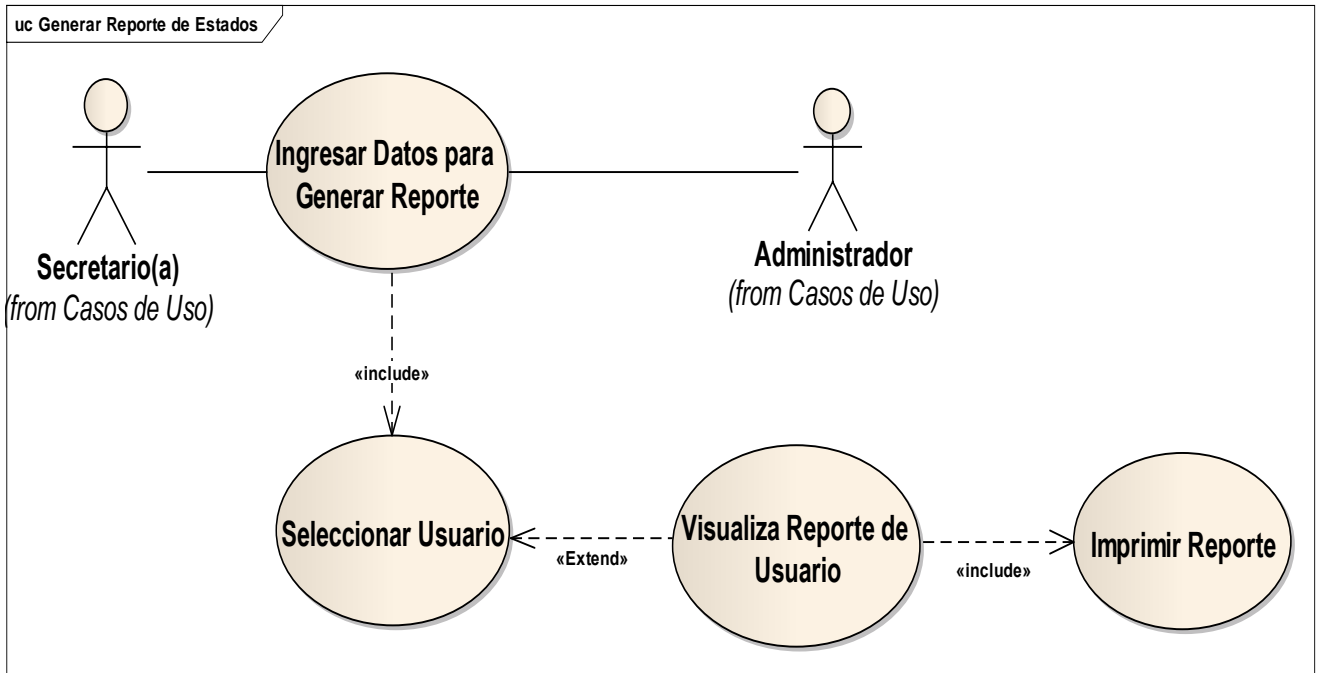 uc Generar Reporte de Estados
Ingresar Datos para
Generar Reporte
Secretario(a)
(from Casos de Uso)
Administrador
(from Casos de Uso)
«include»
Seleccionar Usuario
«Extend»
Visualiza Reporte de
Usuario
«include»
Imprimir Reporte